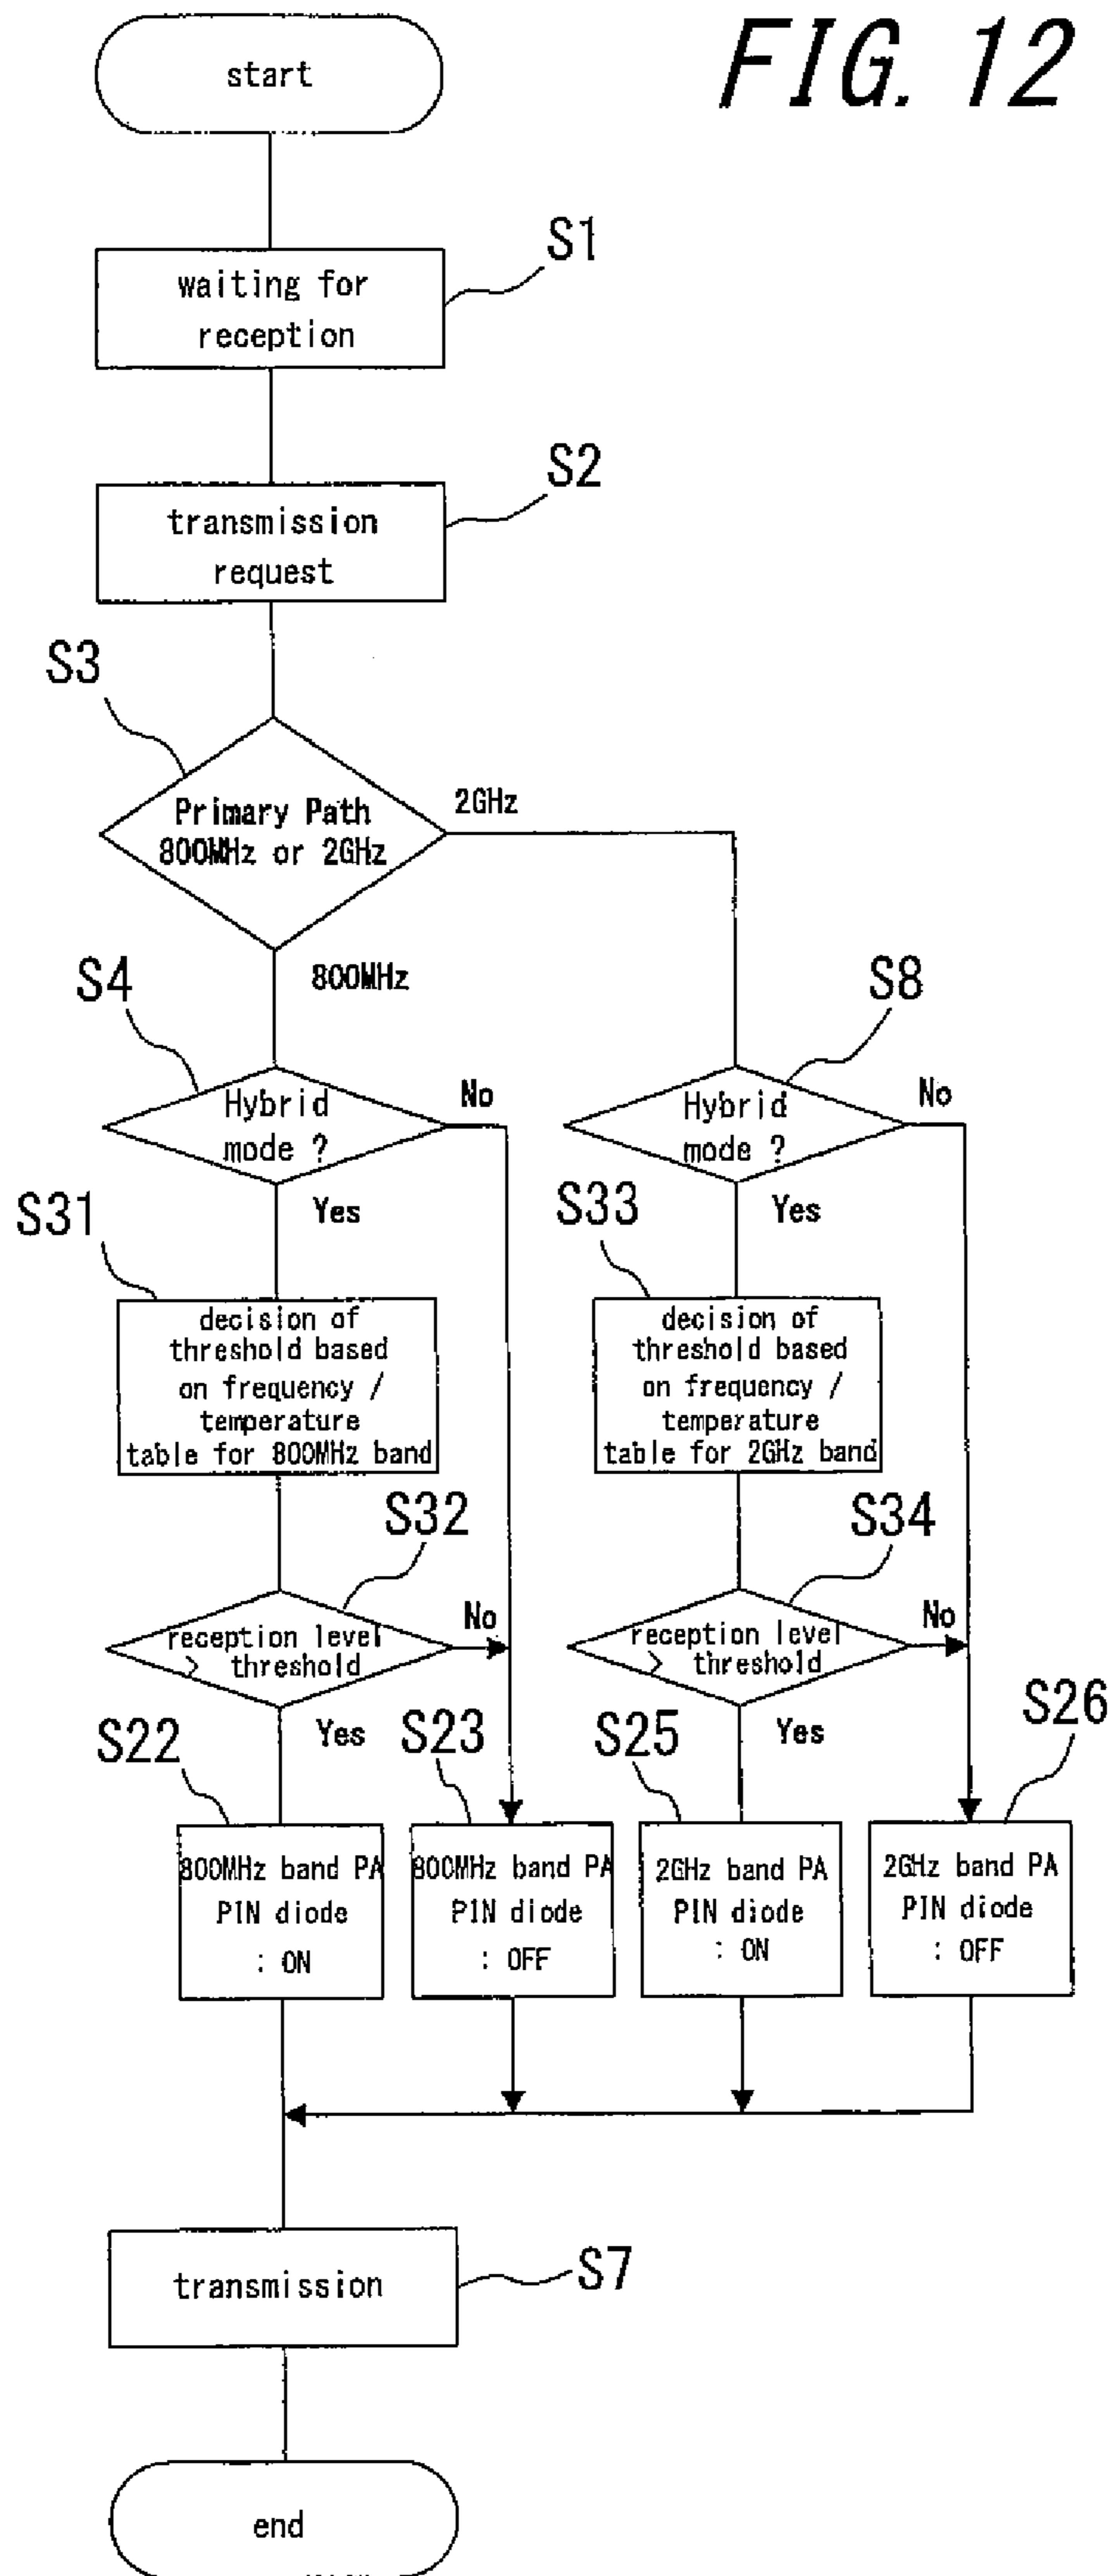 FIG. 12
start
S1
waiting for
reception
S2
transmission
request
S3
Primary Path
800MHz or 2GHz
2GHz
800MHz
S4
Hybrid
mode ?
No
Yes
S8
Hybrid
mode ?
No
Yes
S31
decision of
threshold based
on frequency /
temperature
table for 800MHz band
S33
decision of
threshold based
on frequency /
temperature
table for 2GHz band
S32
reception level
> threshold
No
Yes
S34
reception level
> threshold
No
Yes
S22
800MHz band PA
PIN diode
: ON
S23
800MHz band PA
PIN diode
: OFF
S25
2GHz band PA
PIN diode
: ON
S26
2GHz band PA
PIN diode
: OFF
transmission
S7
end